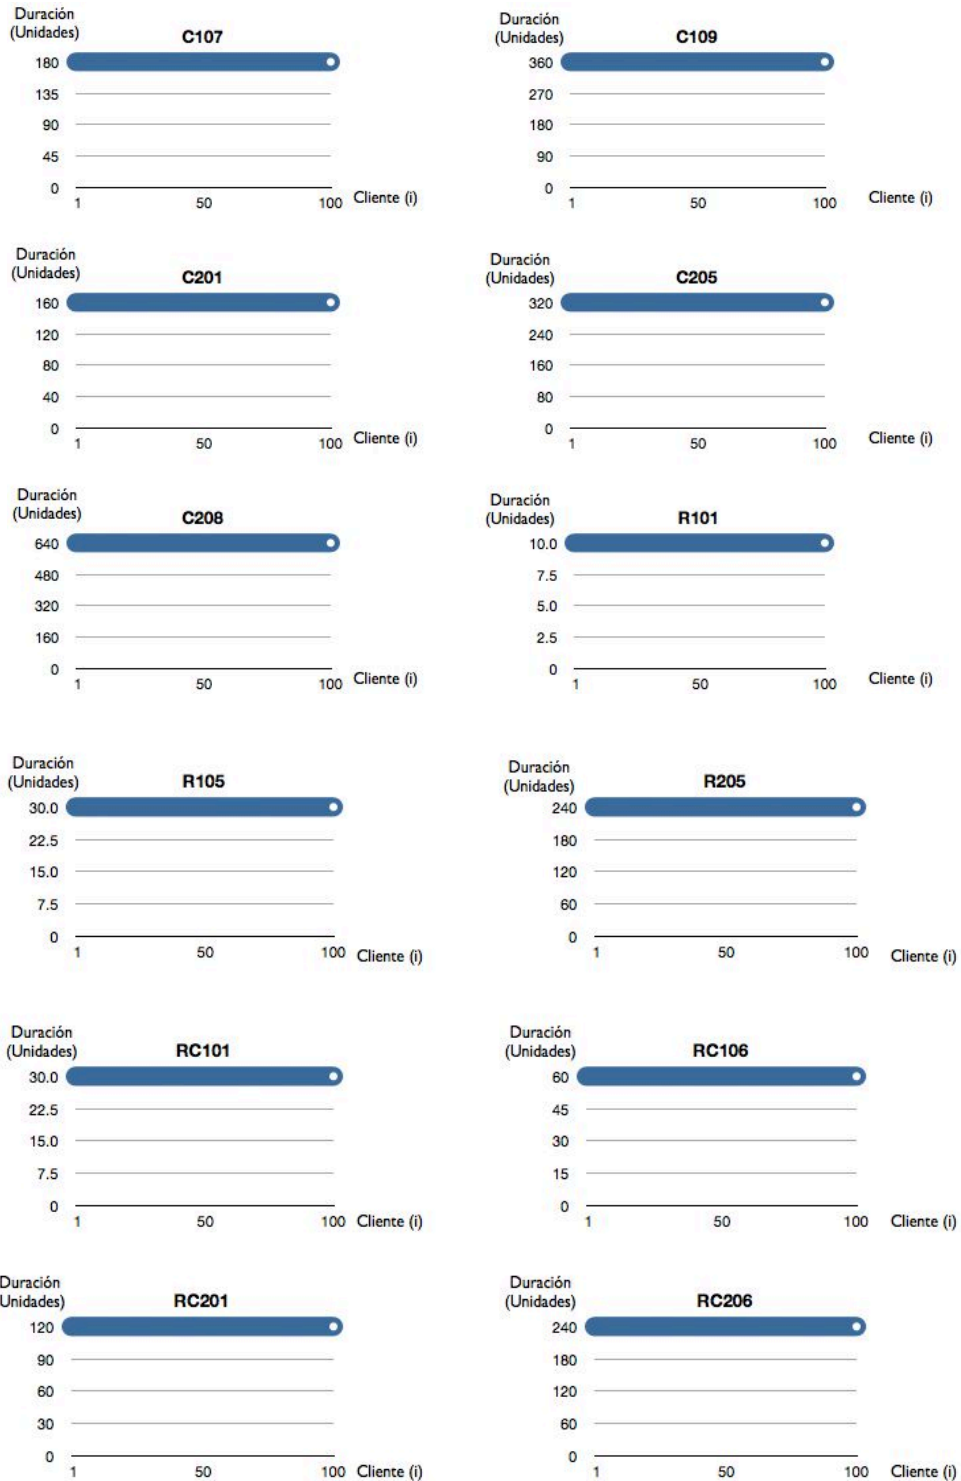 Duración
(Unidades)
C107
180
135
90
45
0
1 50 100 Cliente (i)
Duración
(Unidades)
C109
360
270
180
90
0
1 50 100 Cliente (i)
Duración
(Unidades)
C201
160
120
80
40
0
1 50 100 Cliente (i)
Duración
(Unidades)
C205
320
240
160
80
0
1 50 100 Cliente (i)
Duración
(Unidades)
C208
640
480
320
160
0
1 50 100 Cliente (i)
Duración
(Unidades)
R101
10.0
7.5
5.0
2.5
0
1 50 100 Cliente (i)
Duración
(Unidades)
R105
30.0
22.5
15.0
7.5
0
1 50 100 Cliente (i)
Duración
(Unidades)
R205
240
180
120
60
0
1 50 100 Cliente (i)
Duración
(Unidades)
RC101
30.0
22.5
15.0
7.5
0
1 50 100 Cliente (i)
Duración
(Unidades)
RC106
60
45
30
15
0
1 50 100 Cliente (i)
Duración
Unidades)
RC201
120
90
60
30
0
1 50 100 Cliente (i)
Duración
(Unidades)
RC206
240
180
120
60
0
1 50 100 Cliente (i)